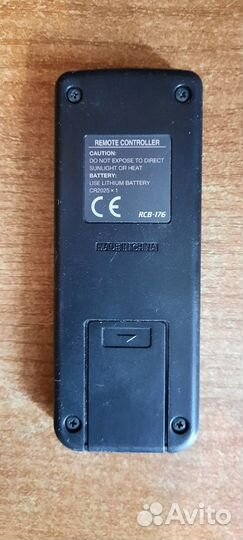 REMOTE CONTROLLER
CAUTION:
DO NOT EXPOSE TO DIRECT
SUNLIGHT OR HEAT
BATTERY:
USE LITHIUM BATTERY
CR2025×1
CE RCB-176
MADE IN CHINA
Avito